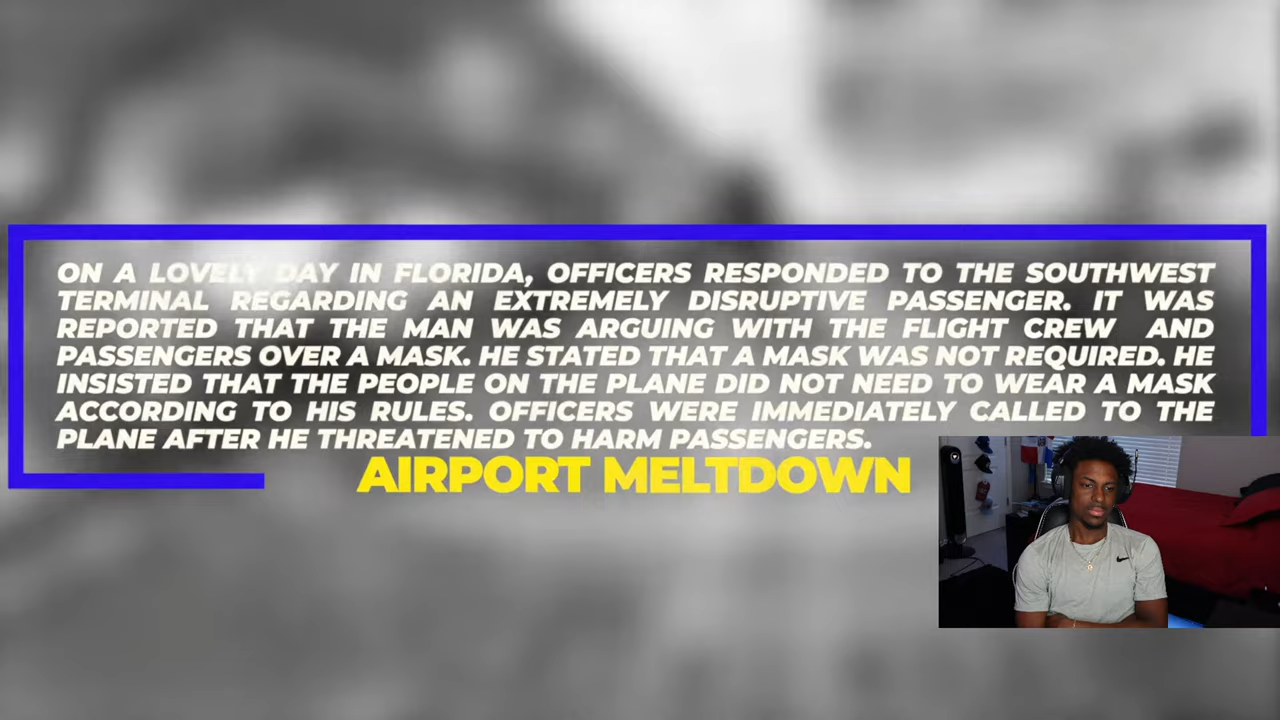 ON A LOVELY DAY IN FLORIDA, OFFICERS RESPONDED TO THE SOUTHWEST
TERMINAL REGARDING AN EXTREMELY DISRUPTIVE PASSENGER. IT WAS
REPORTED THAT THE MAN WAS ARGUING WITH THE FLIGHT CREW AND
PASSENGERS OVER A MASK. HE STATED THAT A MASK WAS NOT REQUIRED. HE
INSISTED THAT THE PEOPLE ON THE PLANE DID NOT NEED TO WEAR A MASK
ACCORDING TO HIS RULES. OFFICERS WERE IMMEDIATELY CALLED TO THE
PLANE AFTER HE THREATENED TO HARM PASSENGERS.
AIRPORT MELTDOWN